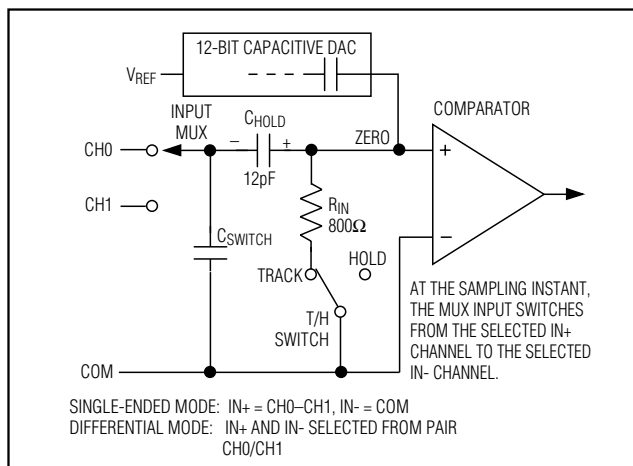 12-BIT CAPACITIVE DAC
VREF
COMPARATOR
INPUT
MUX
CHOLD
ZERO
CH0
− +
12pF
+
CH1
RIN
800Ω
CSWITCH
−
TRACK
HOLD
T/H
SWITCH
AT THE SAMPLING INSTANT,
THE MUX INPUT SWITCHES
FROM THE SELECTED IN+
CHANNEL TO THE SELECTED
IN- CHANNEL.
COM
SINGLE-ENDED MODE: IN+ = CH0–CH1, IN- = COM
DIFFERENTIAL MODE: IN+ AND IN- SELECTED FROM PAIR
CH0/CH1